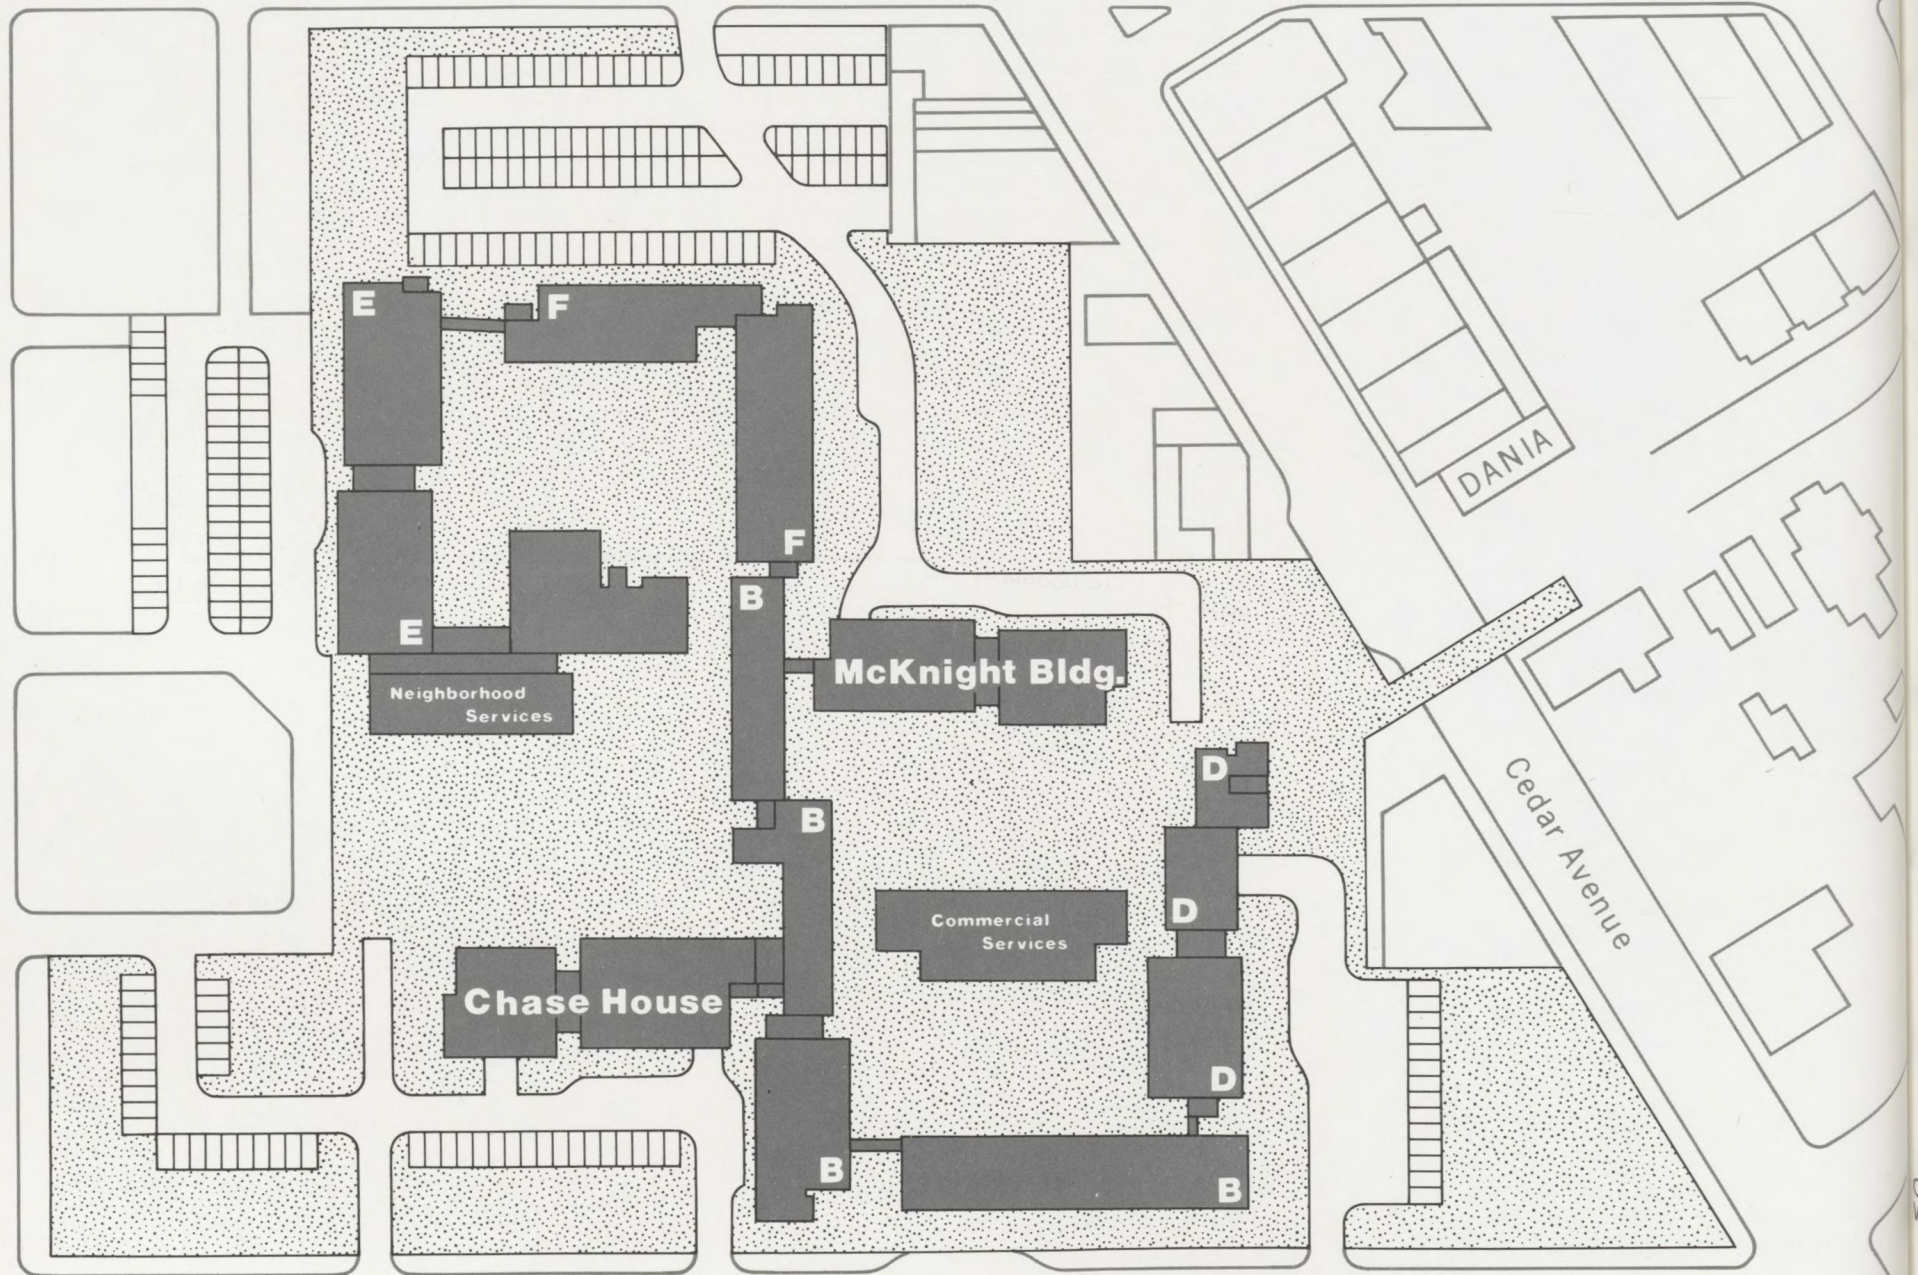 E
F
DANIA
F
B
E
McKnight Bldg.
Neighborhood
Services
D
Cedar Avenue
B
D
Commercial
Services
Chase House
D
B
B